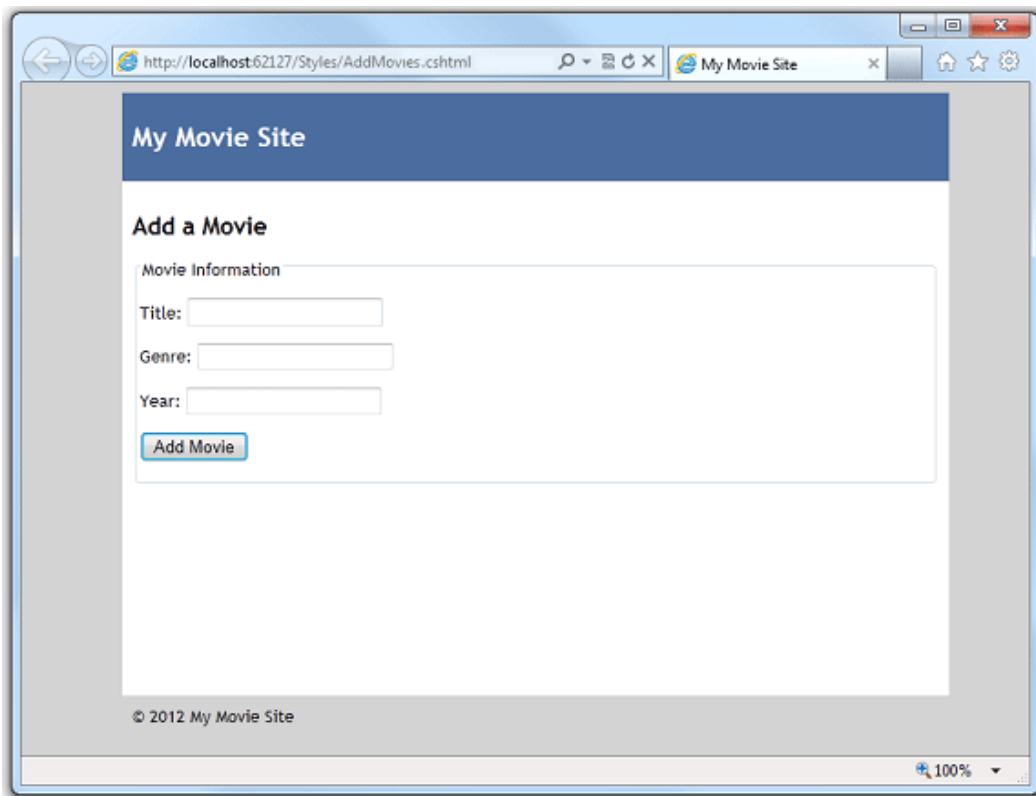 http://localhost:62127/Styles/AddMovies.cshtml
My Movie Site
My Movie Site
Add a Movie
Movie Information
Title:
Genre:
Year:
Add Movie
© 2012 My Movie Site
100%